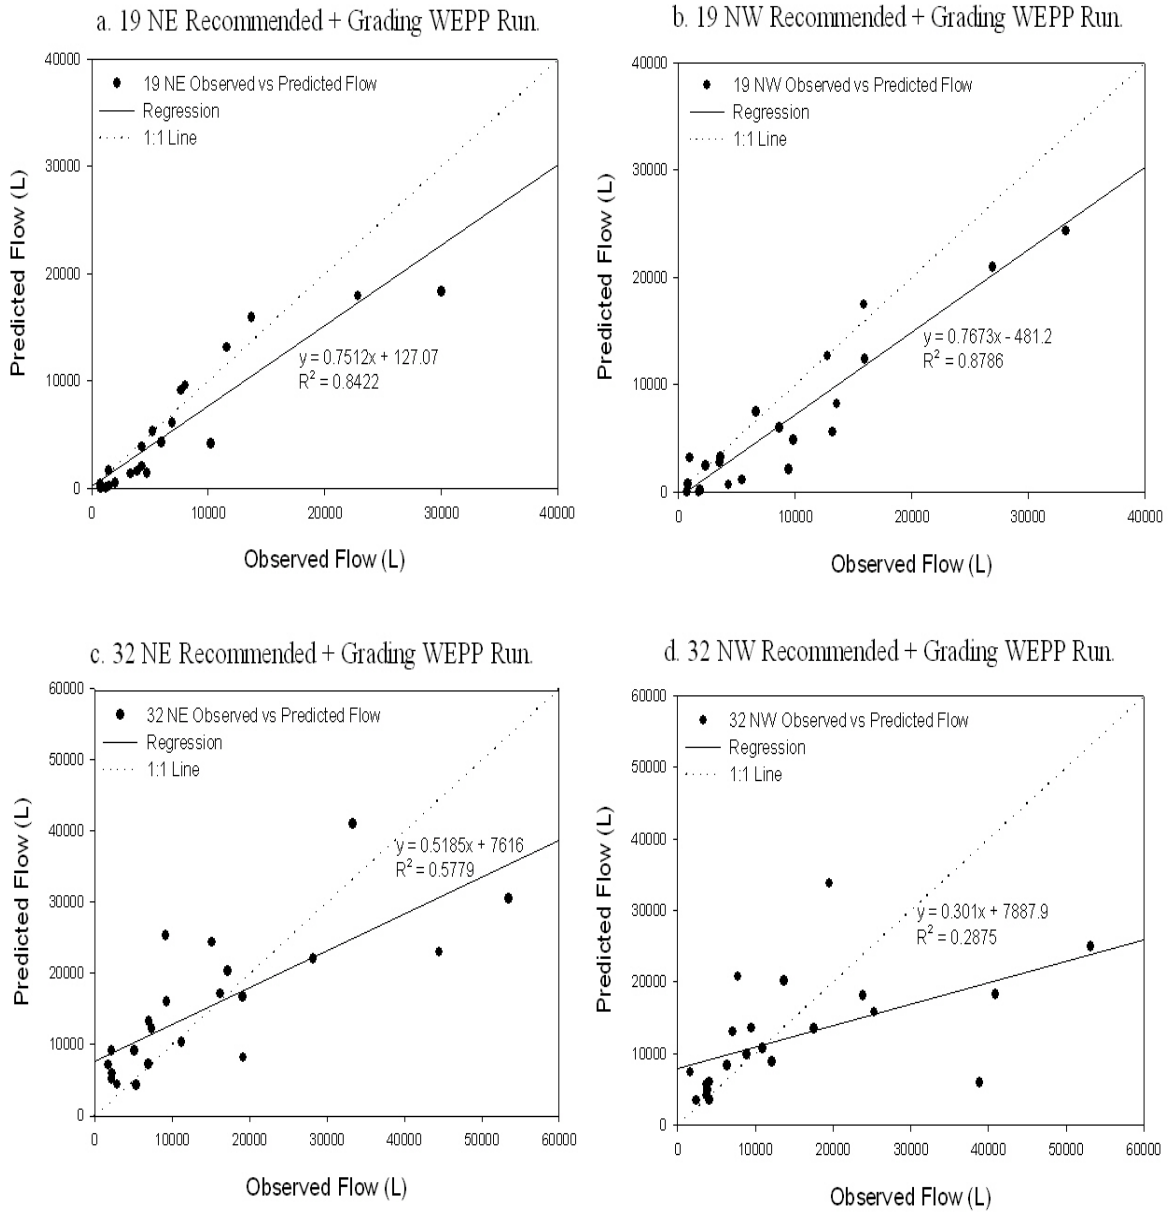 a. 19 NE Recommended + Grading WEPP Run.
40000
30000
20000
10000
0
Predicted Flow (L)
19 NE Observed vs Predicted Flow
Regression
1:1 Line
y = 0.7512x + 127.07
R² = 0.8422
0 10000 20000 30000 40000
Observed Flow (L)
b. 19 NW Recommended + Grading WEPP Run.
40000
30000
20000
10000
0
Predicted Flow (L)
19 NW Observed vs Predicted Flow
Regression
1:1 Line
y = 0.7673x - 481.2
R² = 0.8786
0 10000 20000 30000 40000
Observed Flow (L)
c. 32 NE Recommended + Grading WEPP Run.
60000
50000
40000
30000
20000
10000
0
Predicted Flow (L)
32 NE Observed vs Predicted Flow
Regression
1:1 Line
y = 0.5185x + 7616
R² = 0.5779
0 10000 20000 30000 40000 50000 60000
Observed Flow (L)
d. 32 NW Recommended + Grading WEPP Run.
60000
50000
40000
30000
20000
10000
0
Predicted Flow (L)
32 NW Observed vs Predicted Flow
Regression
1:1 Line
y = 0.301x + 7887.9
R² = 0.2875
0 10000 20000 30000 40000 50000 60000
Observed Flow (L)